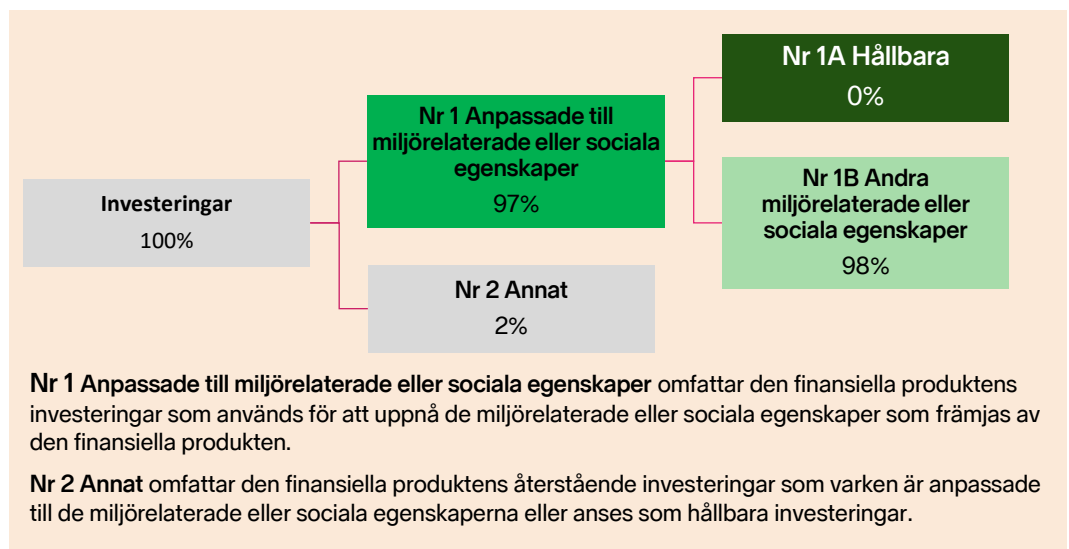 Investeringar
100%
Nr 1 Anpassade till
miljörelaterade eller sociala
egenskaper
97%
Nr 2 Annat
2%
Nr 1A Hållbara
0%
Nr 1B Andra
miljörelaterade eller
sociala egenskaper
98%
Nr 1 Anpassade till miljörelaterade eller sociala egenskaper omfattar den finansiella produktens
investeringar som används för att uppnå de miljörelaterade eller sociala egenskaper som främjas av
den finansiella produkten.
Nr 2 Annat omfattar den finansiella produktens återstående investeringar som varken är anpassade
till de miljörelaterade eller sociala egenskaperna eller anses som hållbara investeringar.